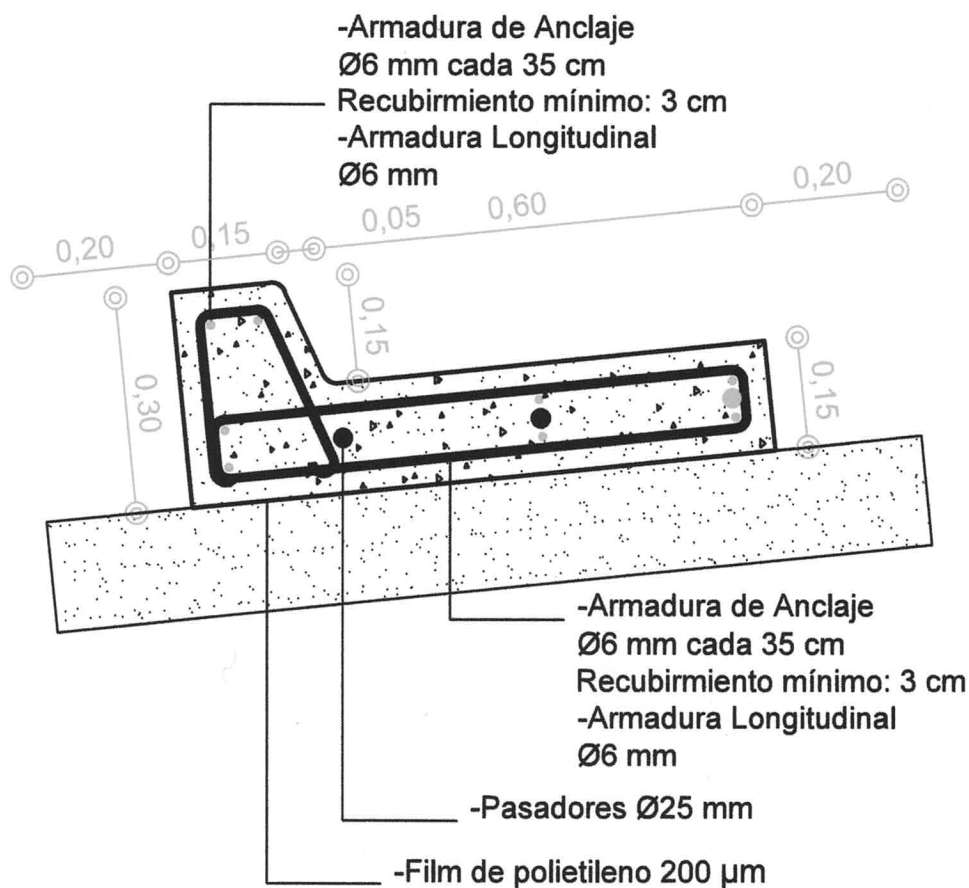 -Armadura de Anclaje
Ø6 mm cada 35 cm
Recubirmiento mínimo: 3 cm
-Armadura Longitudinal
Ø6 mm
0,20
0,15
0,05
0,60
0,20
0,15
0,30
0,15
-Armadura de Anclaje
Ø6 mm cada 35 cm
Recubirmiento mínimo: 3 cm
-Armadura Longitudinal
Ø6 mm
-Pasadores Ø25 mm
-Film de polietileno 200 µm